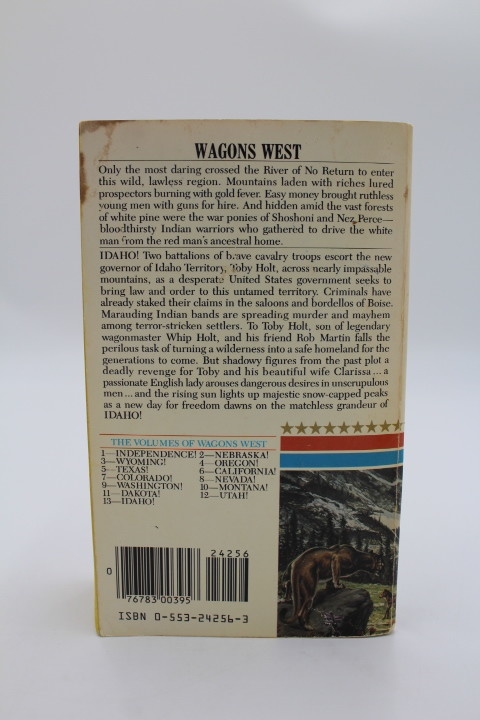 WAGONS WEST
Only the most daring crossed the River of No Return to enter
this wild, lawless region. Mountains laden with riches lured
prospectors burning with gold fever. Easy money brought ruthless
young men with guns for hire. And hidden amid the vast forests
of white pine were the war ponies of Shoshoni and Nez Perce—
bloodthirsty Indian warriors who gathered to drive the white
man from the red man's ancestral home.
IDAHO! Two battalions of brave cavalry troops escort the new
governor of Idaho Territory, Toby Holt, across nearly impassable
mountains, as a desperate United States government seeks to
bring law and order to this untamed territory. Criminals have
already staked their claims in the saloons and bordellos of Boise.
Marauding Indian bands are spreading murder and mayhem
among terror-stricken settlers. To Toby Holt, son of legendary
wagonmaster Whip Holt, and his friend Rob Martin falls the
perilous task of turning a wilderness into a safe homeland for the
generations to come. But shadowy figures from the past plot a
deadly revenge for Toby and his beautiful wife Clarissa...a
passionate English lady arouses dangerous desires in unscrupulous
men...and the rising sun lights up majestic snow-capped peaks
as a new day for freedom dawns on the matchless grandeur of
IDAHO!
THE VOLUMES OF WAGONS WEST
1—INDEPENDENCE! 2—NEBRASKA!
3—WYOMING! 4—OREGON!
5—TEXAS! 6—CALIFORNIA!
7—COLORADO! 8—NEVADA!
9—WASHINGTON! 10—MONTANA!
11—DAKOTA! 12—UTAH!
13—IDAHO!
24256
0 76783 00395
ISBN 0-553-24256-3